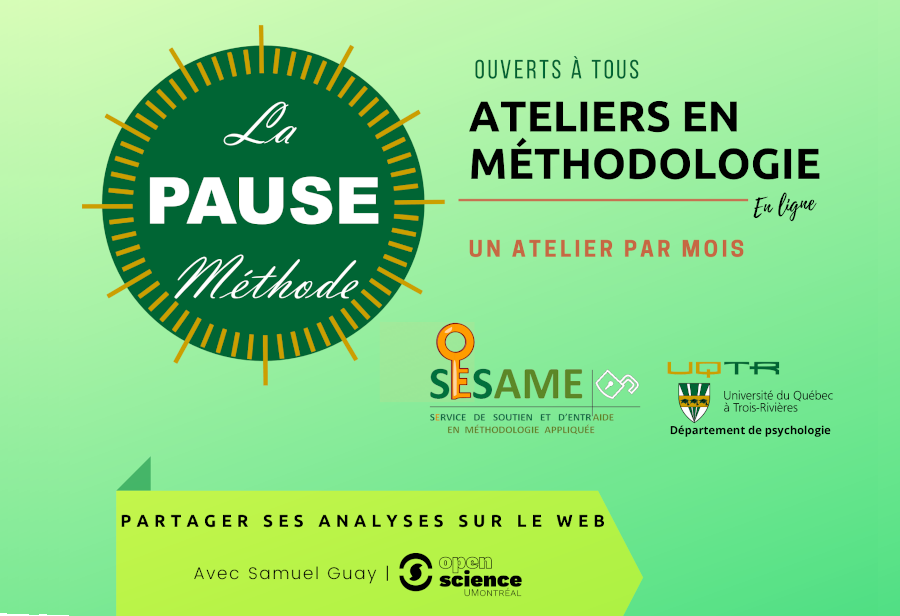 La
PAUSE
Méthode
OUVERTS À TOUS
ATELIERS EN
MÉTHODOLOGIE
En ligne
UN ATELIER PAR MOIS
SESAME
SERVICE DE SOUTIEN ET D'ENTRAIDE
EN MÉTHODOLOGIE APPLIQUÉE
UQTR
Université du Québec
à Trois-Rivières
Département de psychologie
PARTAGER SES ANALYSES SUR LE WEB
Avec Samuel Guay |
open
science
UMONTRÉAL